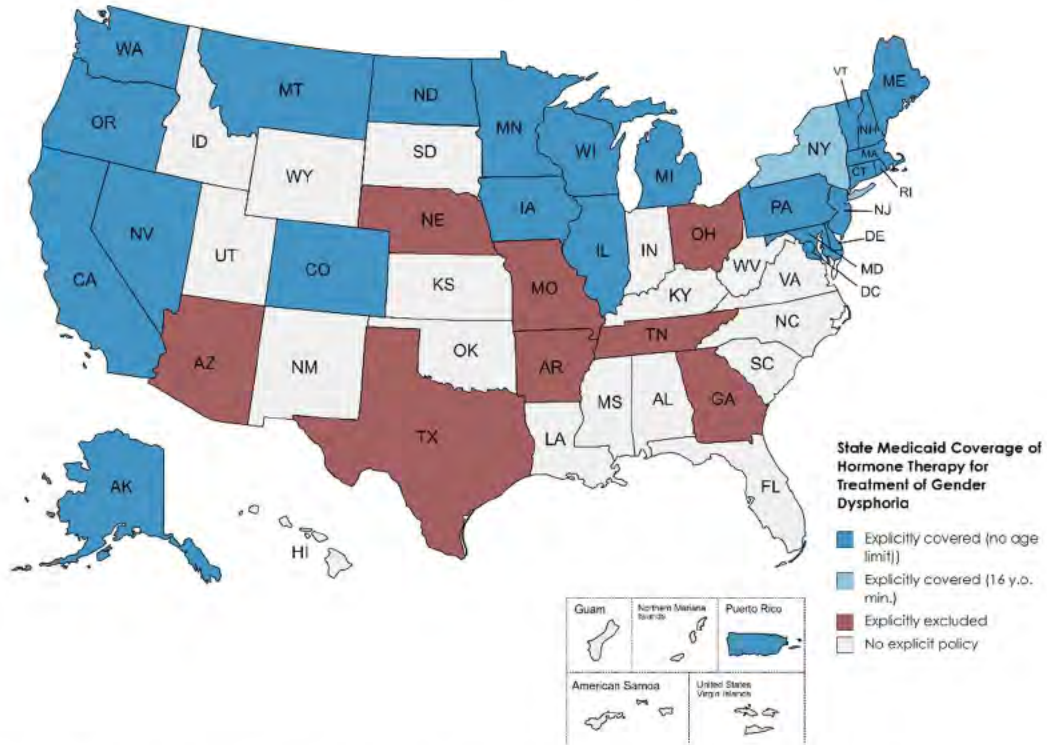 WA
MT
ND
MN
OR
ID
SD
WI
MI
WY
VT
ME
NH
NY
MA
CT
RI
NE
IA
PA
NJ
NV
UT
CO
IL
IN
OH
DE
MD
DC
CA
KS
MO
WV
VA
KY
NC
AZ
NM
OK
AR
TN
SC
TX
MS
AL
GA
LA
FL
AK
HI
State Medicaid Coverage of
Hormone Therapy for
Treatment of Gender
Dysphoria
Explicitly covered (no age
limit))
Explicitly covered (16 y.o.
min.)
Explicitly excluded
No explicit policy
Guam
Northern Mariana
Islands
Puerto Rico
American Samoa
United States
Virgin Islands